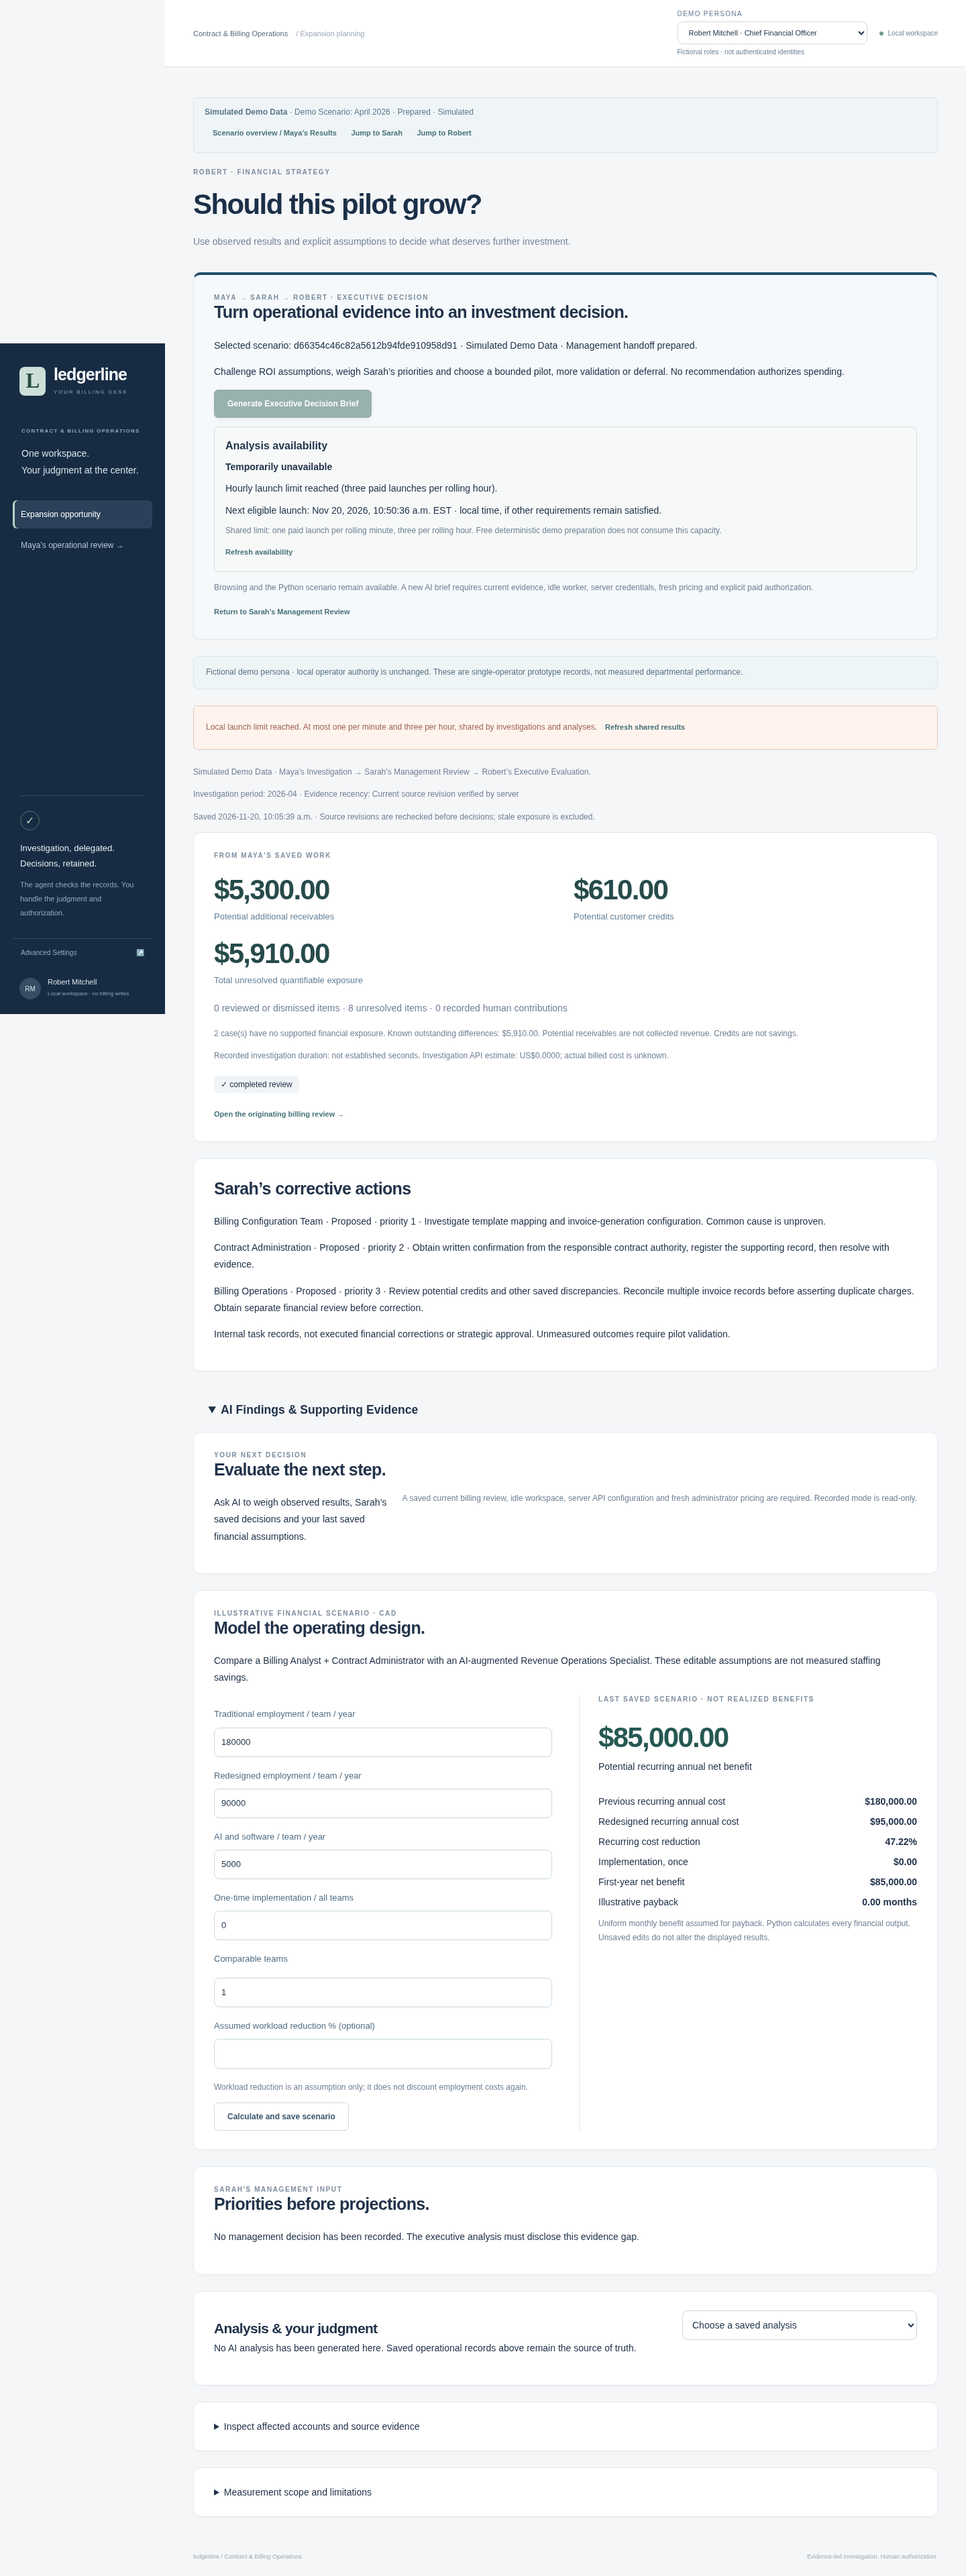 Contract & Billing Operations / Expansion planning
DEMO PERSONA
Robert Mitchell · Chief Financial Officer
Local workspace
Fictional roles · not authenticated identities
Simulated Demo Data · Demo Scenario: April 2026 · Prepared · Simulated
Scenario overview / Maya's Results Jump to Sarah Jump to Robert
ROBERT · FINANCIAL STRATEGY
Should this pilot grow?
Use observed results and explicit assumptions to decide what deserves further investment.
MAYA → SARAH → ROBERT · EXECUTIVE DECISION
Turn operational evidence into an investment decision.
Selected scenario: d66354c46c82a5612b94fde910958d91 · Simulated Demo Data · Management handoff prepared.
Challenge ROI assumptions, weigh Sarah's priorities and choose a bounded pilot, more validation or deferral. No recommendation authorizes spending.
Generate Executive Decision Brief
Analysis availability
Temporarily unavailable
Hourly launch limit reached (three paid launches per rolling hour).
Next eligible launch: Nov 20, 2026, 10:50:36 a.m. EST · local time, if other requirements remain satisfied.
Shared limit: one paid launch per rolling minute, three per rolling hour. Free deterministic demo preparation does not consume this capacity.
Refresh availability
Browsing and the Python scenario remain available. A new AI brief requires current evidence, idle worker, server credentials, fresh pricing and explicit paid authorization.
Return to Sarah's Management Review
L
ledgerline
YOUR BILLING DESK
CONTRACT & BILLING OPERATIONS
One workspace.
Your judgment at the center.
Expansion opportunity
Maya's operational review →
✓
Investigation, delegated.
Decisions, retained.
The agent checks the records. You
handle the judgment and
authorization.
Advanced Settings ↗
RM
Robert Mitchell
Local workspace · no billing writes
Fictional demo persona · local operator authority is unchanged. These are single-operator prototype records, not measured departmental performance.
Local launch limit reached. At most one per minute and three per hour, shared by investigations and analyses. Refresh shared results
Simulated Demo Data · Maya's Investigation → Sarah's Management Review → Robert's Executive Evaluation.
Investigation period: 2026-04 · Evidence recency: Current source revision verified by server
Saved 2026-11-20, 10:05:39 a.m. · Source revisions are rechecked before decisions; stale exposure is excluded.
FROM MAYA'S SAVED WORK
$5,300.00
Potential additional receivables
$610.00
Potential customer credits
$5,910.00
Total unresolved quantifiable exposure
0 reviewed or dismissed items · 8 unresolved items · 0 recorded human contributions
2 case(s) have no supported financial exposure. Known outstanding differences: $5,910.00. Potential receivables are not collected revenue. Credits are not savings.
Recorded investigation duration: not established seconds. Investigation API estimate: US$0.0000; actual billed cost is unknown.
✓ completed review
Open the originating billing review →
Sarah’s corrective actions
Billing Configuration Team · Proposed · priority 1 · Investigate template mapping and invoice-generation configuration. Common cause is unproven.
Contract Administration · Proposed · priority 2 · Obtain written confirmation from the responsible contract authority, register the supporting record, then resolve with
evidence.
Billing Operations · Proposed · priority 3 · Review potential credits and other saved discrepancies. Reconcile multiple invoice records before asserting duplicate charges.
Obtain separate financial review before correction.
Internal task records, not executed financial corrections or strategic approval. Unmeasured outcomes require pilot validation.
▼ AI Findings & Supporting Evidence
YOUR NEXT DECISION
Evaluate the next step.
Ask AI to weigh observed results, Sarah’s
saved decisions and your last saved
financial assumptions.
A saved current billing review, idle workspace, server API configuration and fresh administrator pricing are required. Recorded mode is read-only.
ILLUSTRATIVE FINANCIAL SCENARIO · CAD
Model the operating design.
Compare a Billing Analyst + Contract Administrator with an AI-augmented Revenue Operations Specialist. These editable assumptions are not measured staffing
savings.
Traditional employment / team / year
180000
Redesigned employment / team / year
90000
AI and software / team / year
5000
One-time implementation / all teams
0
Comparable teams
1
Assumed workload reduction % (optional)
Workload reduction is an assumption only; it does not discount employment costs again.
Calculate and save scenario
LAST SAVED SCENARIO · NOT REALIZED BENEFITS
$85,000.00
Potential recurring annual net benefit
Previous recurring annual cost $180,000.00
Redesigned recurring annual cost $95,000.00
Recurring cost reduction 47.22%
Implementation, once $0.00
First-year net benefit $85,000.00
Illustrative payback 0.00 months
Uniform monthly benefit assumed for payback. Python calculates every financial output.
Unsaved edits do not alter the displayed results.
SARAH'S MANAGEMENT INPUT
Priorities before projections.
No management decision has been recorded. The executive analysis must disclose this evidence gap.
Analysis & your judgment
Choose a saved analysis
No AI analysis has been generated here. Saved operational records above remain the source of truth.
▶ Inspect affected accounts and source evidence
▶ Measurement scope and limitations
ledgerline / Contract & Billing Operations
Evidence-led investigation. Human authorization.